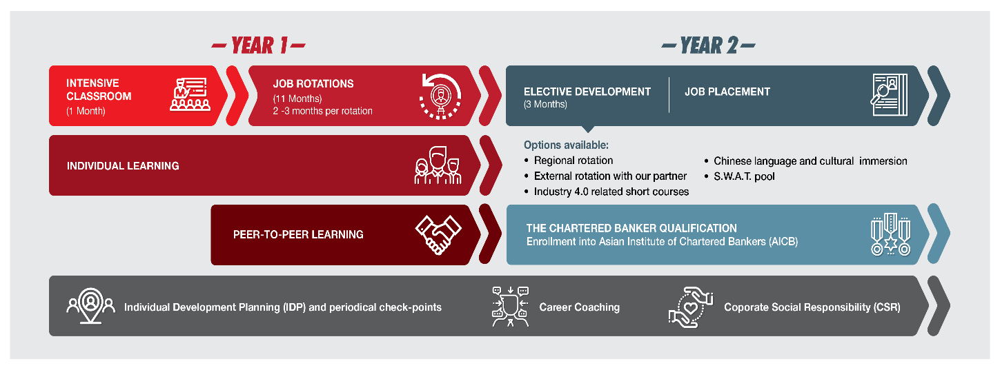 — YEAR 1 —
— YEAR 2 —
INTENSIVE
CLASSROOM
(1 Month)
JOB ROTATIONS
(11 Months)
2 -3 months per rotation
ELECTIVE DEVELOPMENT
(3 Months)
JOB PLACEMENT
INDIVIDUAL LEARNING
Options available:
• Regional rotation
• External rotation with our partner
• Industry 4.0 related short courses
• Chinese language and cultural immersion
• S.W.A.T. pool
PEER-TO-PEER LEARNING
THE CHARTERED BANKER QUALIFICATION
Enrollment into Asian Institute of Chartered Bankers (AICB)
Individual Development Planning (IDP) and periodical check-points
Career Coaching
Coporate Social Responsibility (CSR)